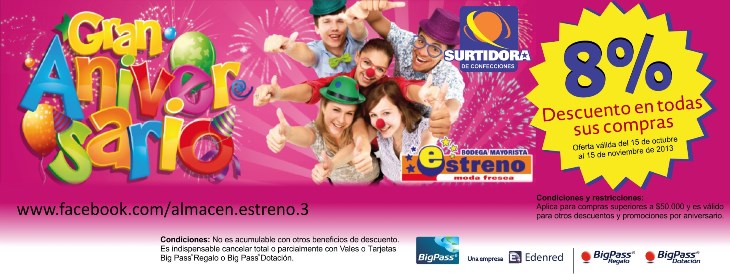 Gran
Aniver
sario
SURTIDORA
DE CONFECCIONES
BODEGA MAYORISTA
estreno
moda fresca
8%
Descuento en todas
sus compras
Oferta válida del 15 de octubre
al 15 de noviembre de 2013
www.facebook.com/almacen.estreno.3
Condiciones y restricciones:
Aplica para compras superiores a $50.000 y es válido
para otros descuentos y promociones por aniversario.
Condiciones: No es acumulable con otros beneficios de descuento.
Es indispensable cancelar total o parcialmente con Vales o Tarjetas
Big Pass® Regalo o Big Pass® Dotación.
BigPass®
Una empresa
Edenred
BigPass®
Regalo
BigPass®
Dotación